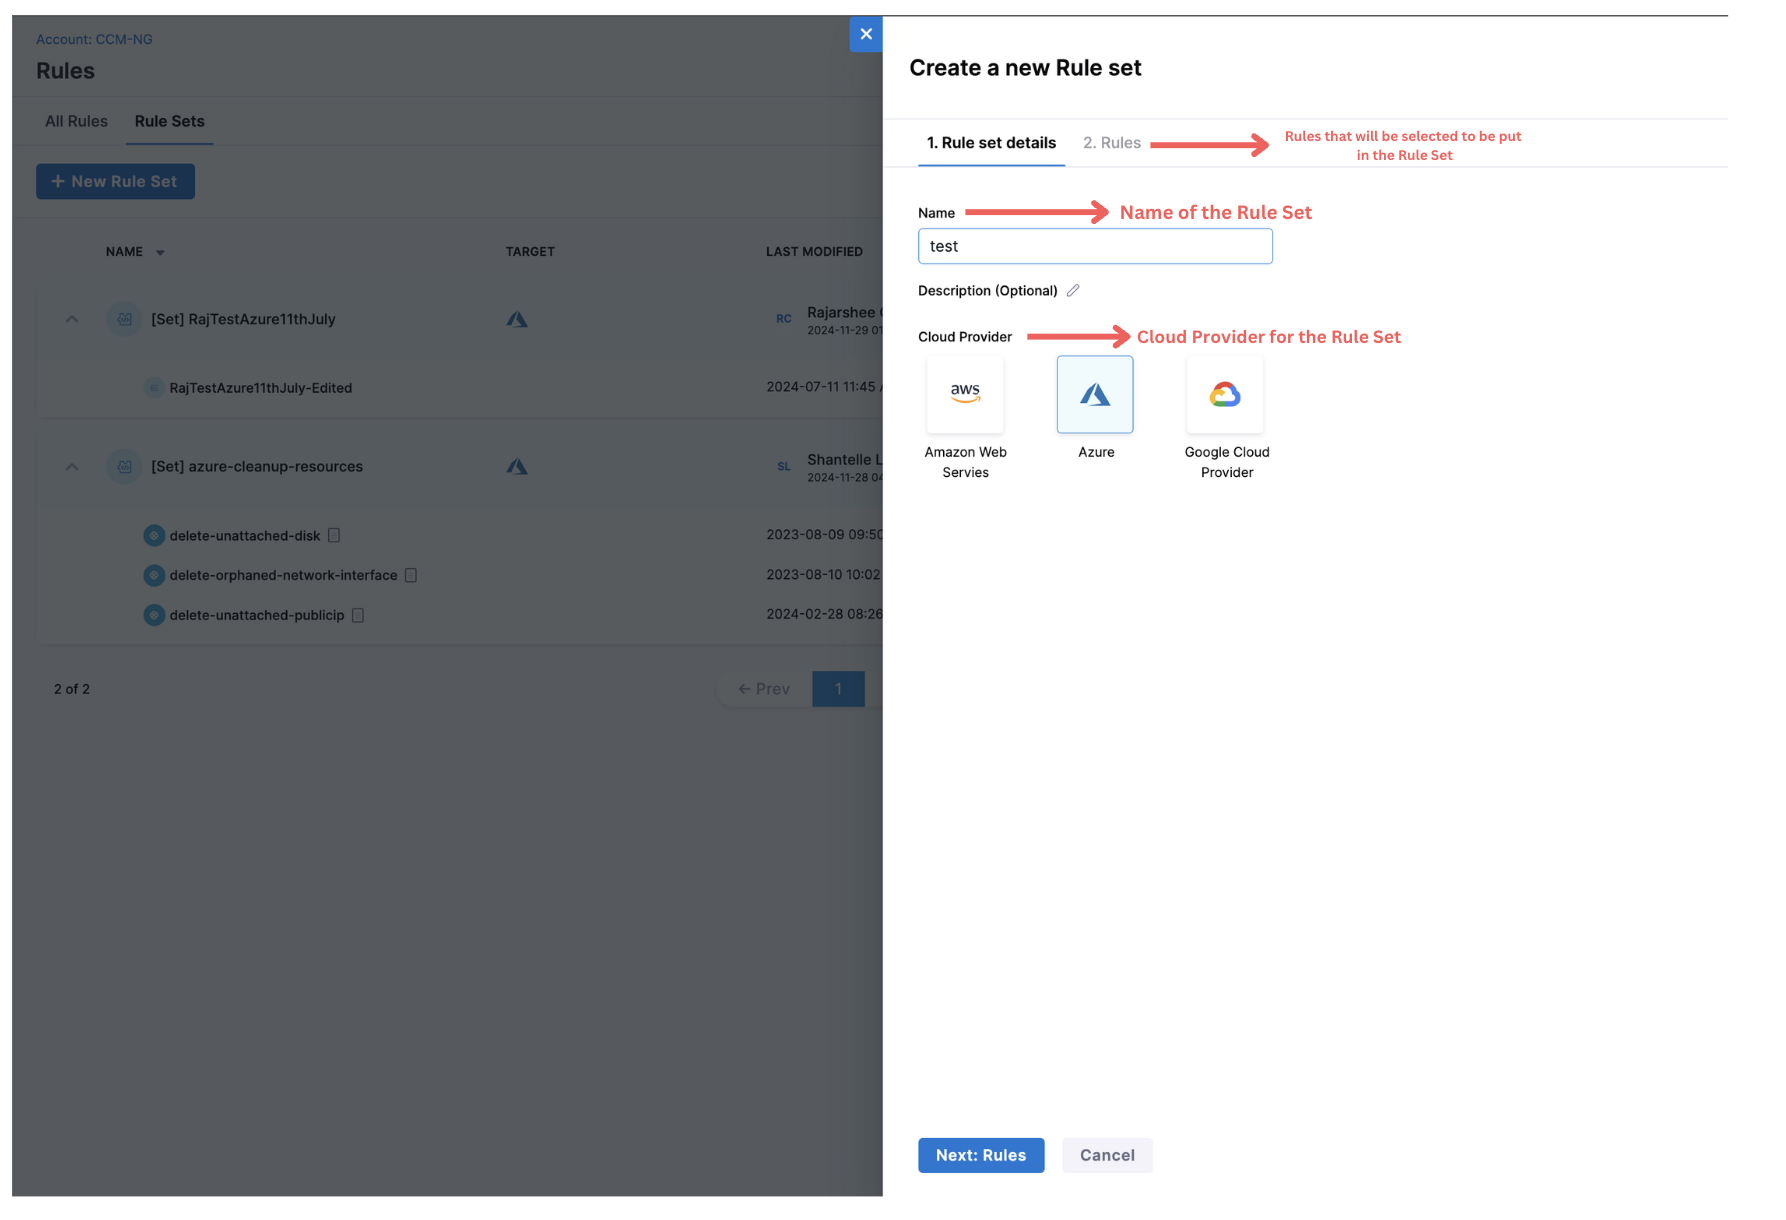 Account: CCM-NG
Rules
All Rules
Rule Sets
+ New Rule Set
NAME
TARGET
LAST MODIFIED
[Set] RajTestAzure11thJuly
RC
Rajarshee
2024-11-29 01
RajTestAzure11thJuly-Edited
2024-07-11 11:45
[Set] azure-cleanup-resources
SL
Shantelle L
2024-11-28 04
delete-unattached-disk
2023-08-09 09:50
delete-orphaned-network-interface
2023-08-10 10:02
delete-unattached-publicip
2024-02-28 08:26
2 of 2
← Prev
1
Create a new Rule set
1. Rule set details
2. Rules
Rules that will be selected to be put
in the Rule Set
Name
Name of the Rule Set
test
Description (Optional)
Cloud Provider
Cloud Provider for the Rule Set
aws
Amazon Web
Servies
Azure
Google Cloud
Provider
Next: Rules
Cancel